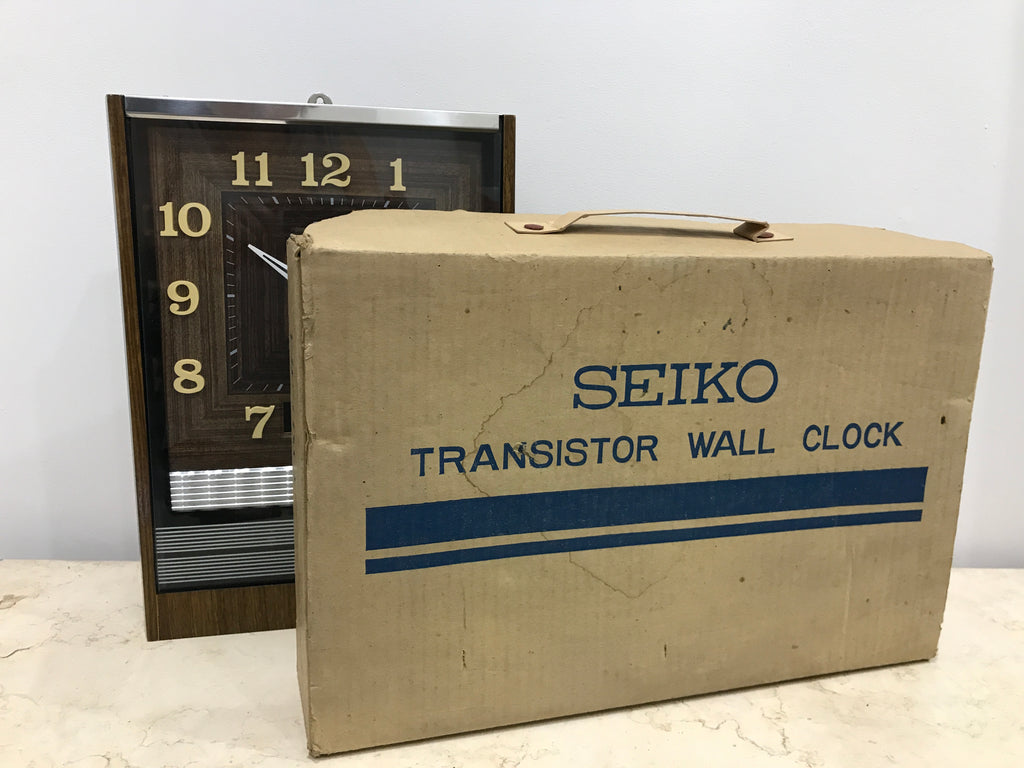 11 12 1
10
9
8
7
SEIKO
TRANSISTOR WALL CLOCK